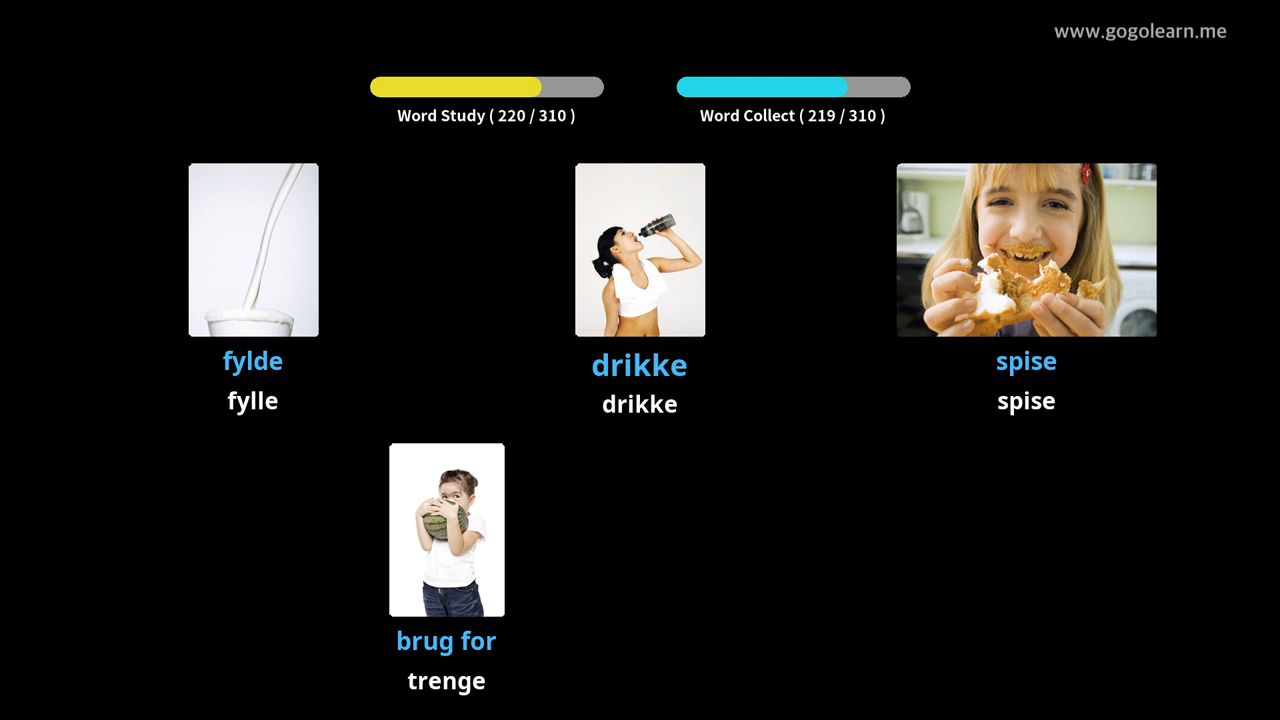 www.gogolearn.me
Word Study ( 220 / 310 )
Word Collect ( 219 / 310 )
fylde
fylle
drikke
drikke
spise
spise
brug for
trenge